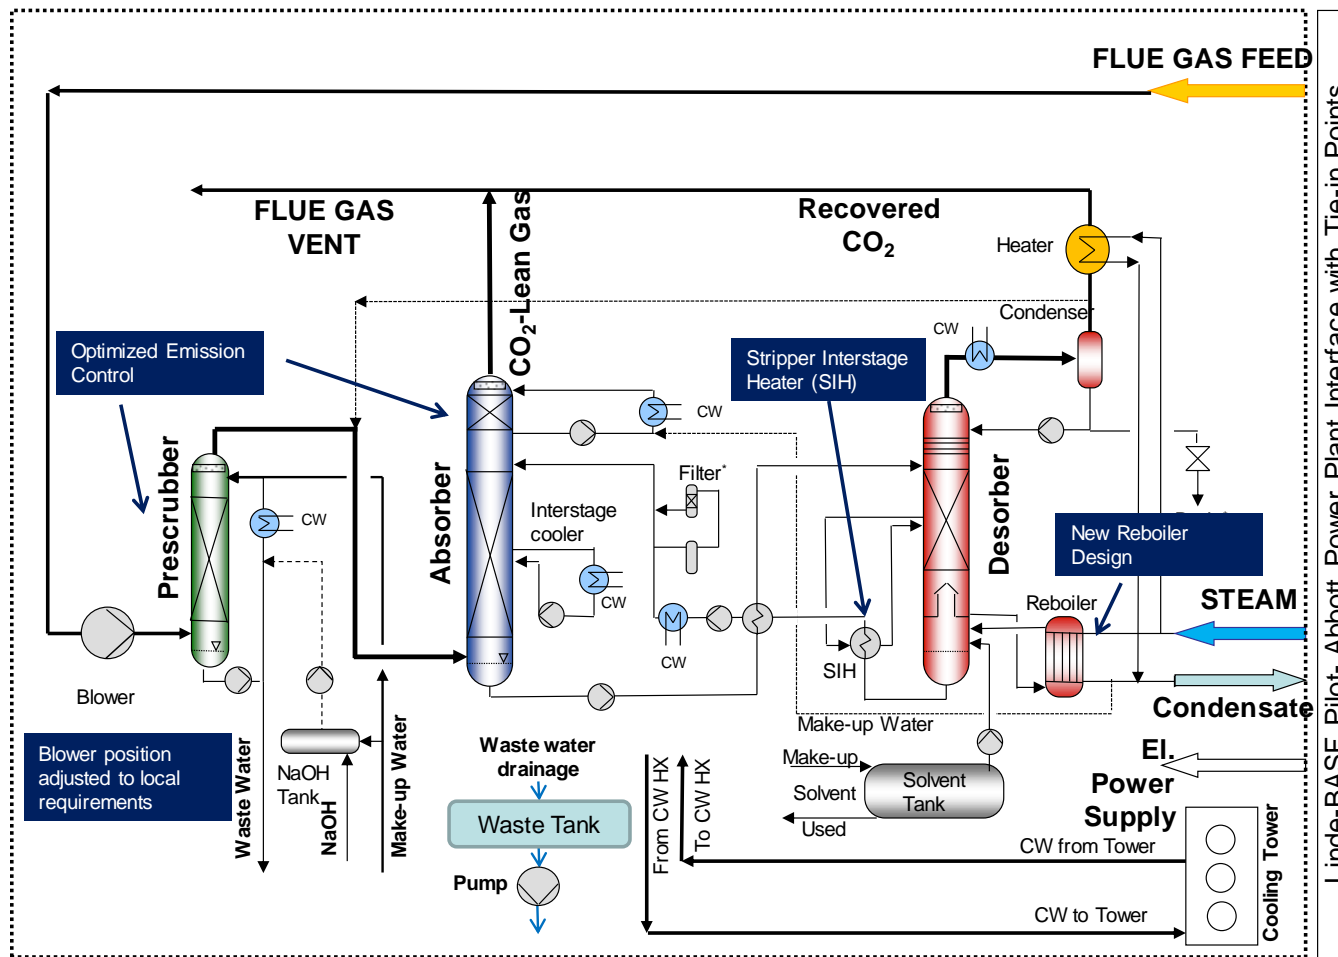 FLUE GAS FEED
FLUE GAS
VENT
CO2-Lean Gas
Recovered
CO2
Heater
Condenser
CW
Optimized Emission
Control
Stripper Interstage
Heater (SIH)
CW
Prescrubber
Absorber
Filter*
Interstage
cooler
CW
CW
CW
Desorber
New Reboiler
Design
Reboiler
STEAM
SIH
Blower
Condensate
Make-up Water
El.
Power
Supply
Blower position
adjusted to local
requirements
NaOH
Tank
Waste Water
NaOH
Make-up Water
Waste water
drainage
Waste Tank
Pump
From CW HX
To CW HX
Make-up
Solvent
Used
Solvent
Tank
CW from Tower
CW to Tower
Cooling Tower
Linde-BASF Pilot- Abbott Power Plant Interface with Tie-in Points